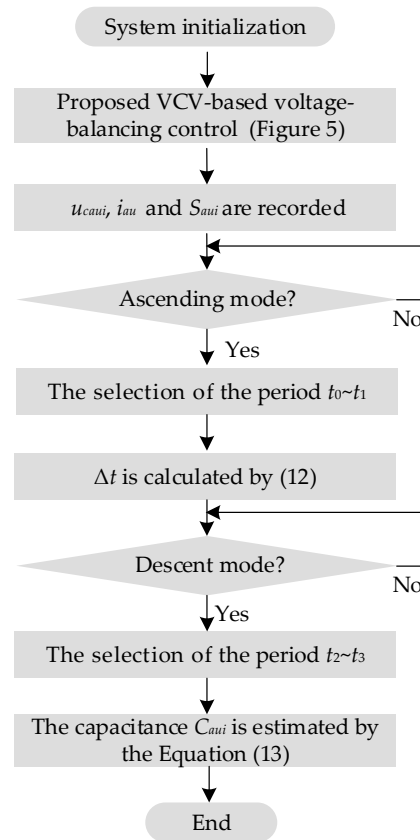 System initialization
Proposed VCV-based voltage-
balancing control (Figure 5)
ucaui, iau and Saui are recorded
Ascending mode?
No
Yes
The selection of the period t0~t1
Δt is calculated by (12)
Descent mode?
No
Yes
The selection of the period t2~t3
The capacitance Caui is estimated by
the Equation (13)
End